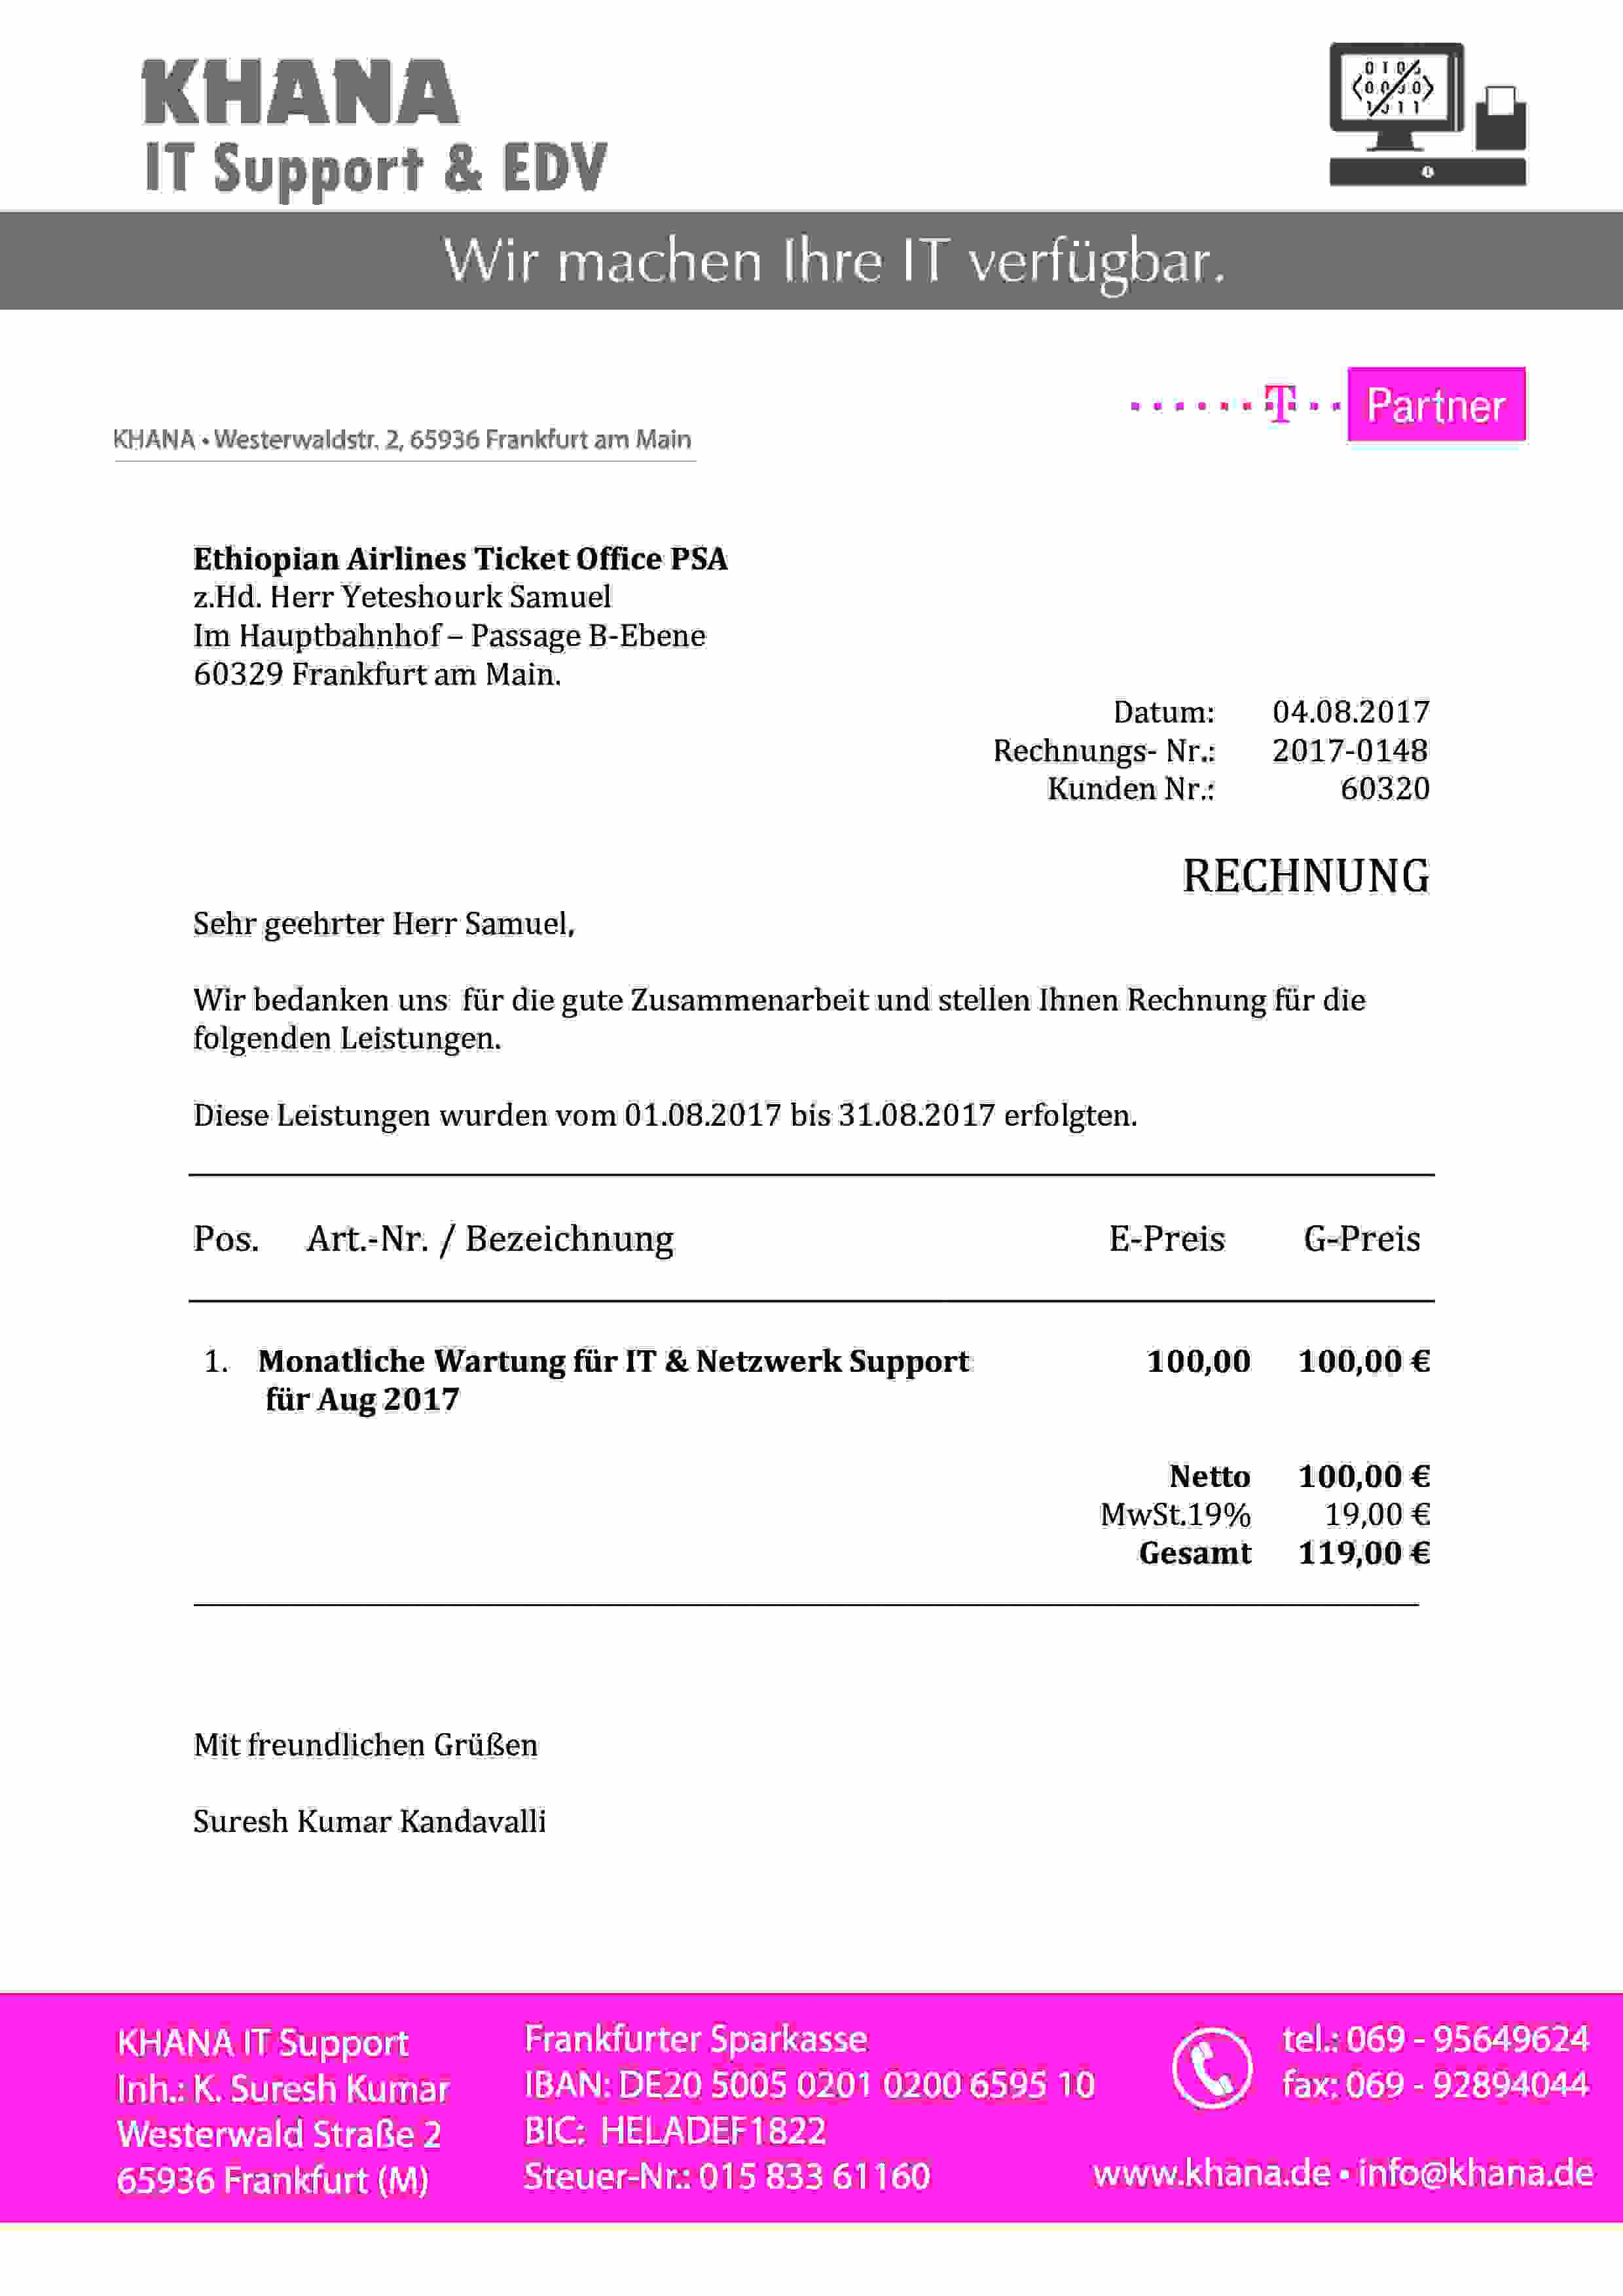 KHANA
IT Support & EDV
Wir machen Ihre IT verfügbar.
T Partner
KHANA • Westerwaldstr. 2, 65936 Frankfurt am Main
Ethiopian Airlines Ticket Office PSA
z.Hd. Herr Yeteshourk Samuel
Im Hauptbahnhof – Passage B-Ebene
60329 Frankfurt am Main.
Datum: 04.08.2017
Rechnungs- Nr.: 2017-0148
Kunden Nr.: 60320
RECHNUNG
Sehr geehrter Herr Samuel,
Wir bedanken uns für die gute Zusammenarbeit und stellen Ihnen Rechnung für die
folgenden Leistungen.
Diese Leistungen wurden vom 01.08.2017 bis 31.08.2017 erfolgten.
Pos. Art.-Nr. / Bezeichnung E-Preis G-Preis
1. Monatliche Wartung für IT & Netzwerk Support 100,00 100,00 €
für Aug 2017
Netto 100,00 €
MwSt.19% 19,00 €
Gesamt 119,00 €
Mit freundlichen Grüßen
Suresh Kumar Kandavalli
KHANA IT Support
Inh.: K. Suresh Kumar
Westerwald Straße 2
65936 Frankfurt (M)
Frankfurter Sparkasse
IBAN: DE20 5005 0201 0200 6595 10
BIC: HELADEF1822
Steuer-Nr.: 015 833 61160
tel.: 069 - 95649624
fax: 069 - 92894044
www.khana.de • info@khana.de